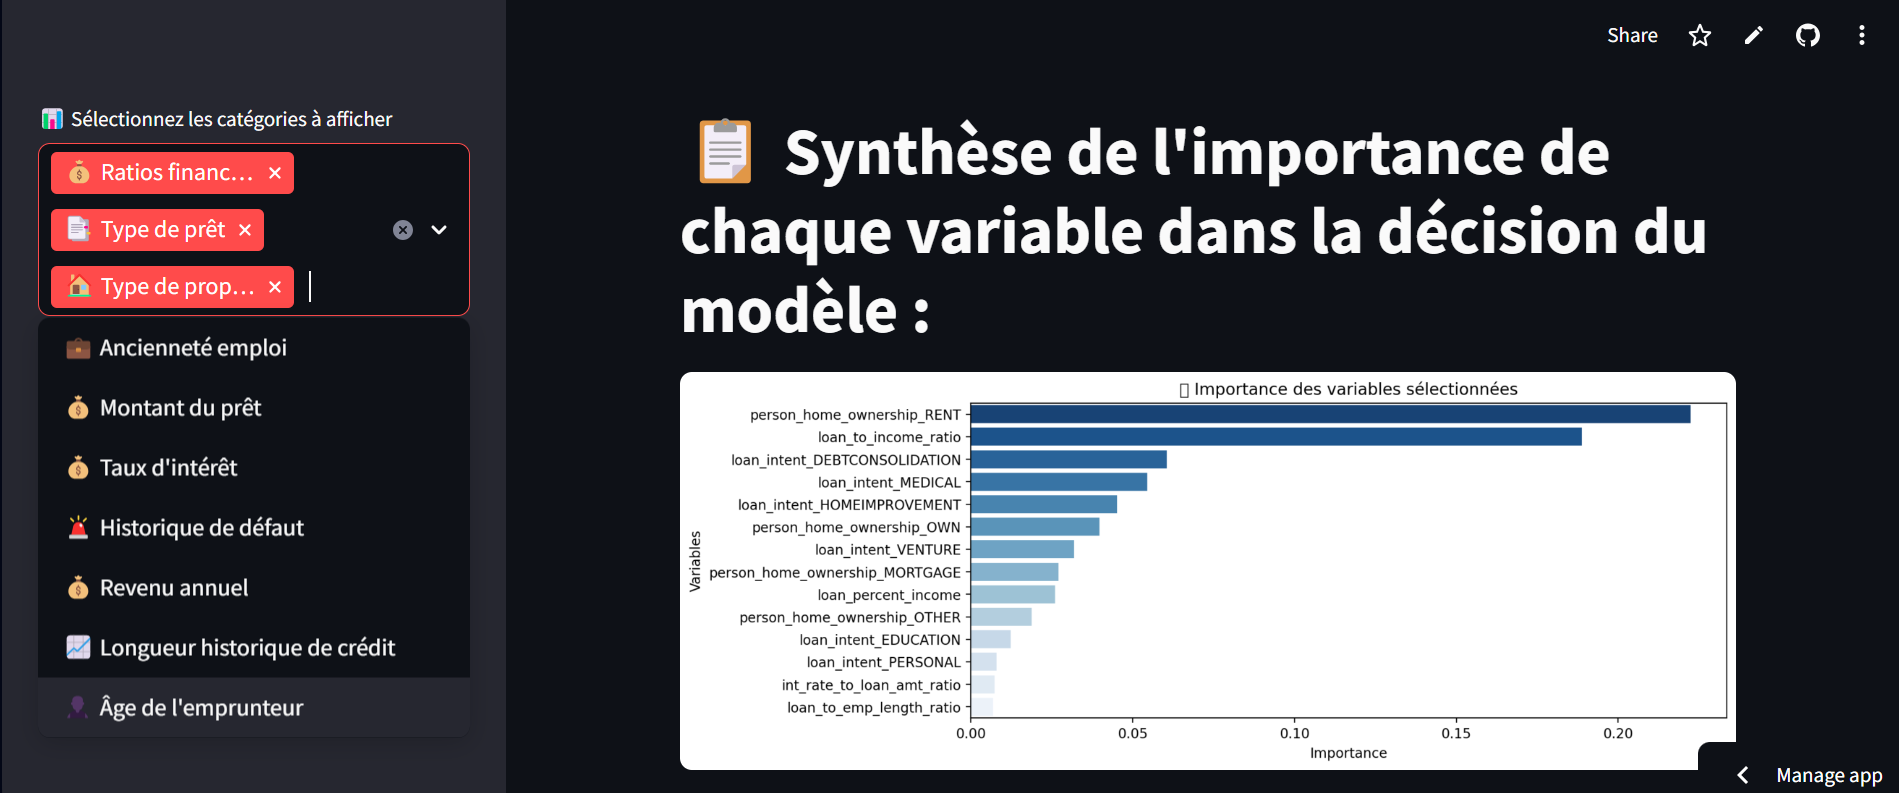 Share
Sélectionnez les catégories à afficher
Ratios financ...
Type de prêt
Type de prop...
Ancienneté emploi
Montant du prêt
Taux d'intérêt
Historique de défaut
Revenu annuel
Longueur historique de crédit
Âge de l'emprunteur
Synthèse de l'importance de
chaque variable dans la décision du
modèle :
Importance des variables sélectionnées
Variables
person_home_ownership_RENT
loan_to_income_ratio
loan_intent_DEBTCONSOLIDATION
loan_intent_MEDICAL
loan_intent_HOMEIMPROVEMENT
person_home_ownership_OWN
loan_intent_VENTURE
person_home_ownership_MORTGAGE
loan_percent_income
person_home_ownership_OTHER
loan_intent_EDUCATION
loan_intent_PERSONAL
int_rate_to_loan_amt_ratio
loan_to_emp_length_ratio
0.00 0.05 0.10 0.15 0.20
Importance
Manage app